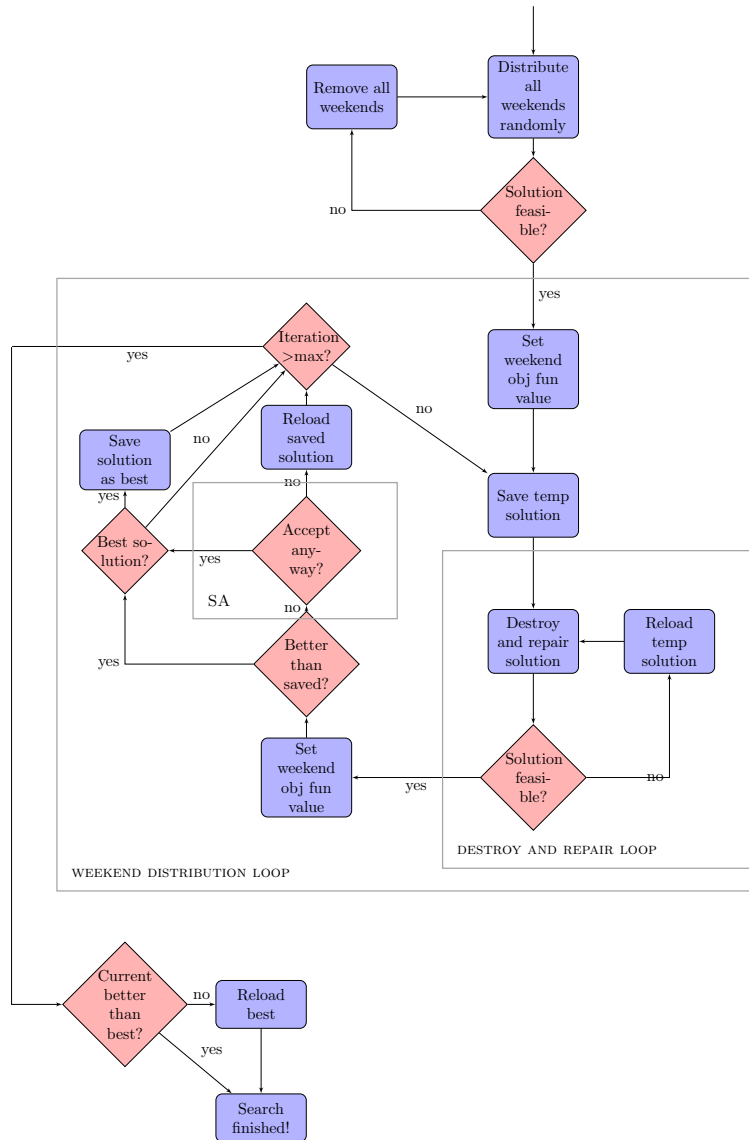 Distribute
all
weekends
randomly
Remove all
weekends
Solution
feasi-
ble?
no
yes
Iteration
>max?
yes
Set
weekend
obj fun
value
no
Reload
saved
solution
Save
solution
as best
no
no
yes
Save temp
solution
Best so-
lution?
Accept
any-
way?
yes
SA
no
Destroy
and repair
solution
Reload
temp
solution
Better
than
saved?
yes
Set
weekend
obj fun
value
Solution
feasi-
ble?
no
yes
DESTROY AND REPAIR LOOP
WEEKEND DISTRIBUTION LOOP
Current
better
than
best?
no
Reload
best
yes
Search
finished!